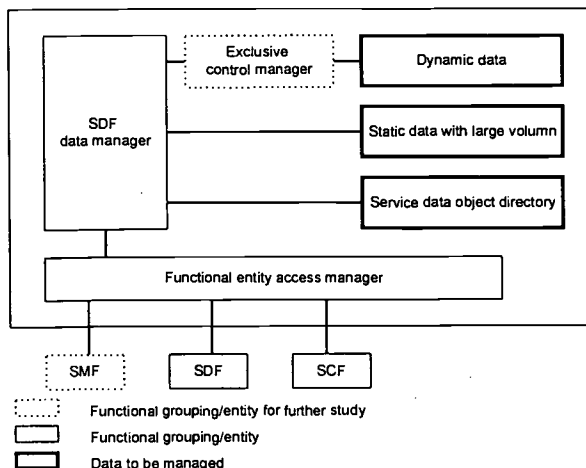 Exclusive
control manager
Dynamic data
SDF
data manager
Static data with large volumn
Service data object directory
Functional entity access manager
SMF
SDF
SCF
Functional grouping/entity for further study
Functional grouping/entity
Data to be managed